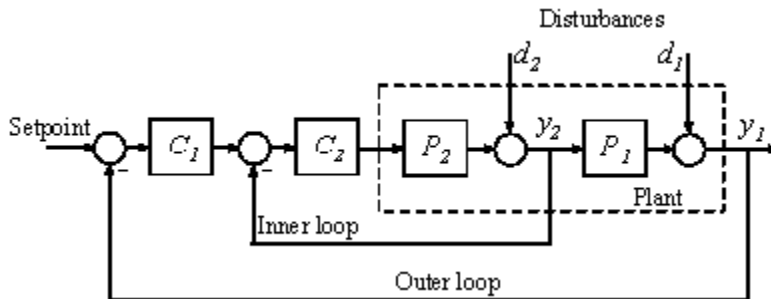 Disturbances
d2 d1
Setpoint C1 - C2 P2 y2 P1 y1
-
Plant
Inner loop
Outer loop